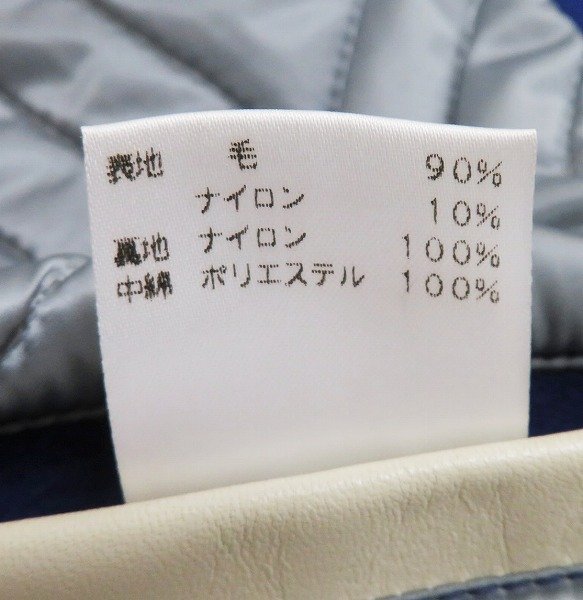 表地 毛 90%
ナイロン 10%
裏地 ナイロン 100%
中綿 ポリエステル 100%